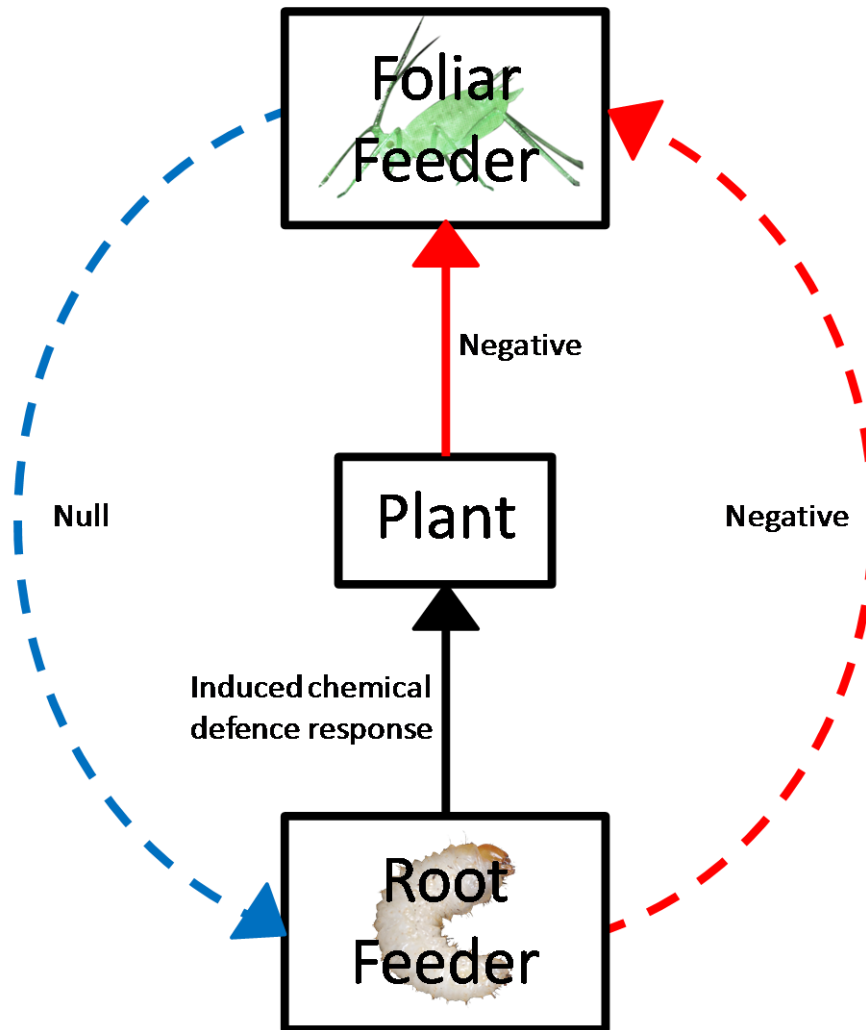 Foliar
Feeder
Negative
Plant
Null
Negative
Induced chemical
defence response
Root
Feeder